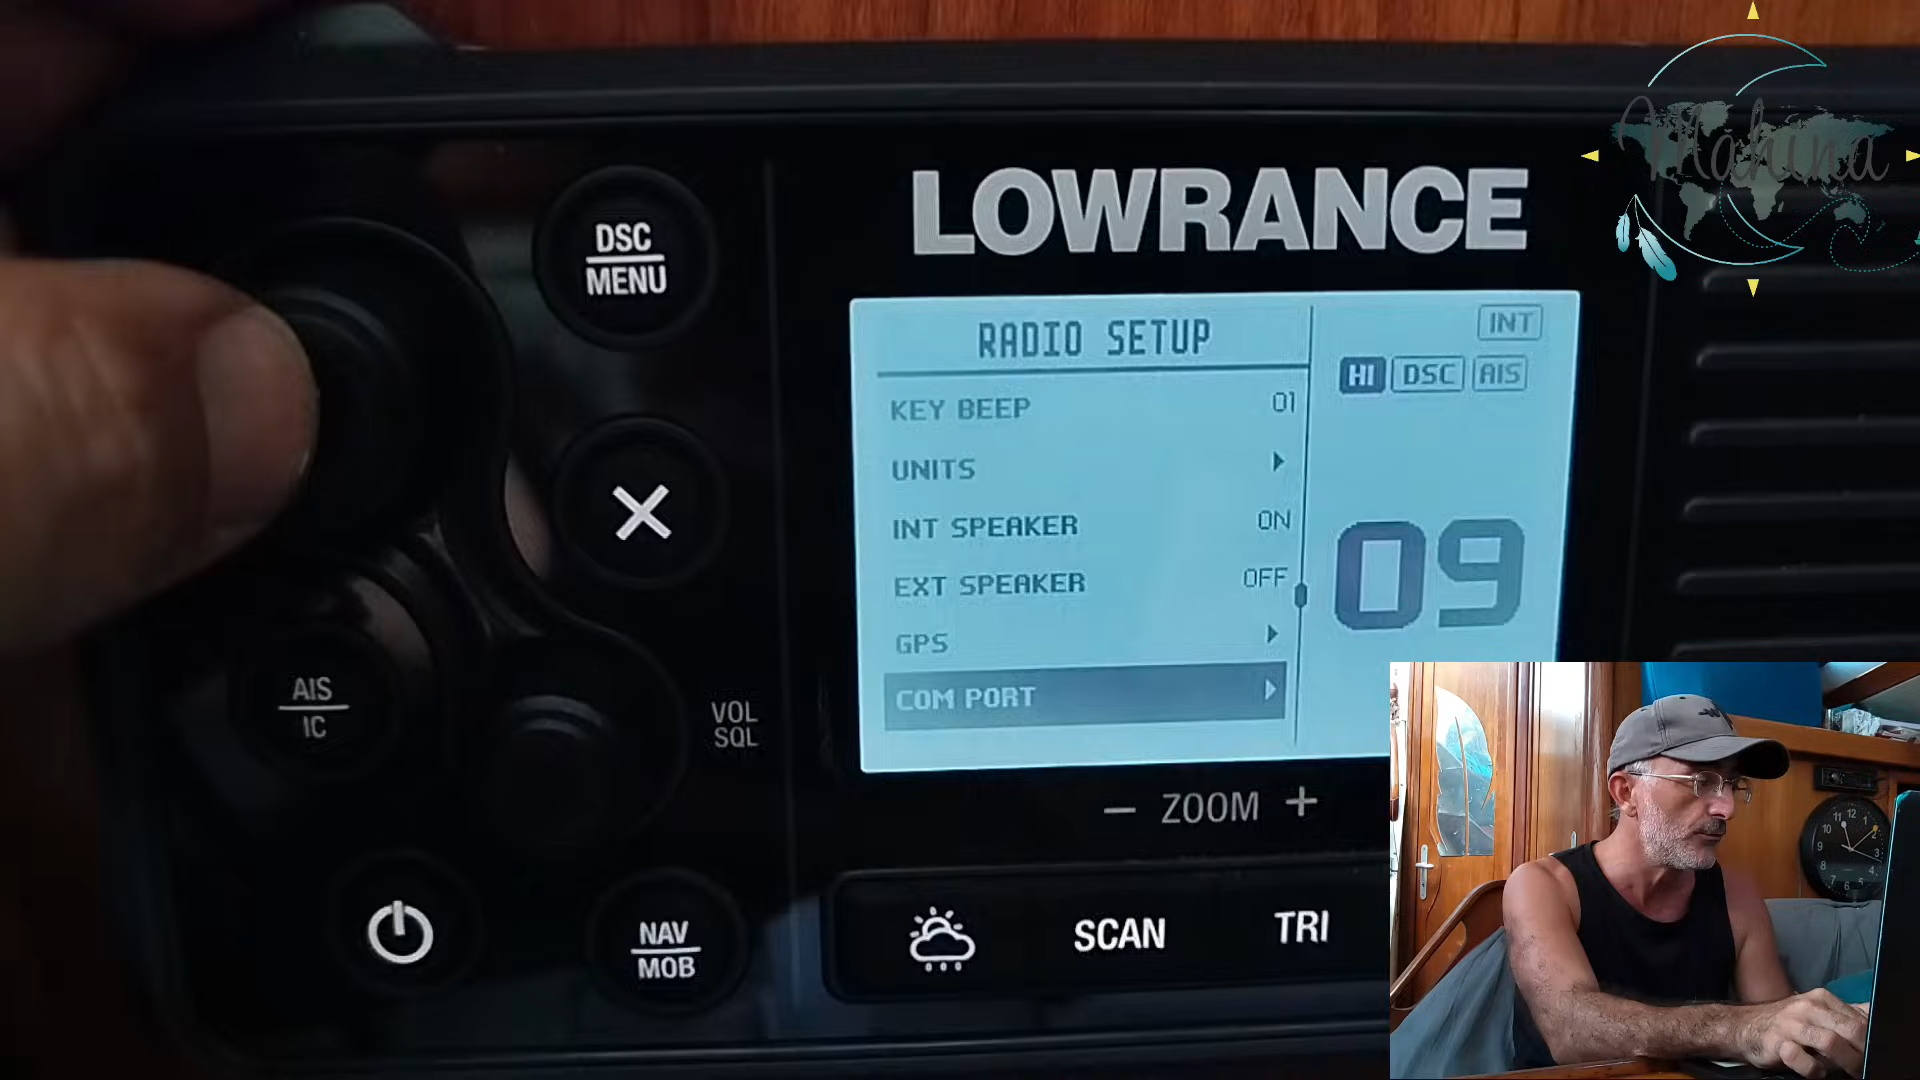 Mahina
LOWRANCE
DSC
MENU
RADIO SETUP
KEY BEEP 01
UNITS
INT SPEAKER ON
EXT SPEAKER OFF
GPS
COM PORT
INT
HI DSC AIS
09
AIS
IC
VOL
SQL
— ZOOM +
NAV
MOB
SCAN
TRI